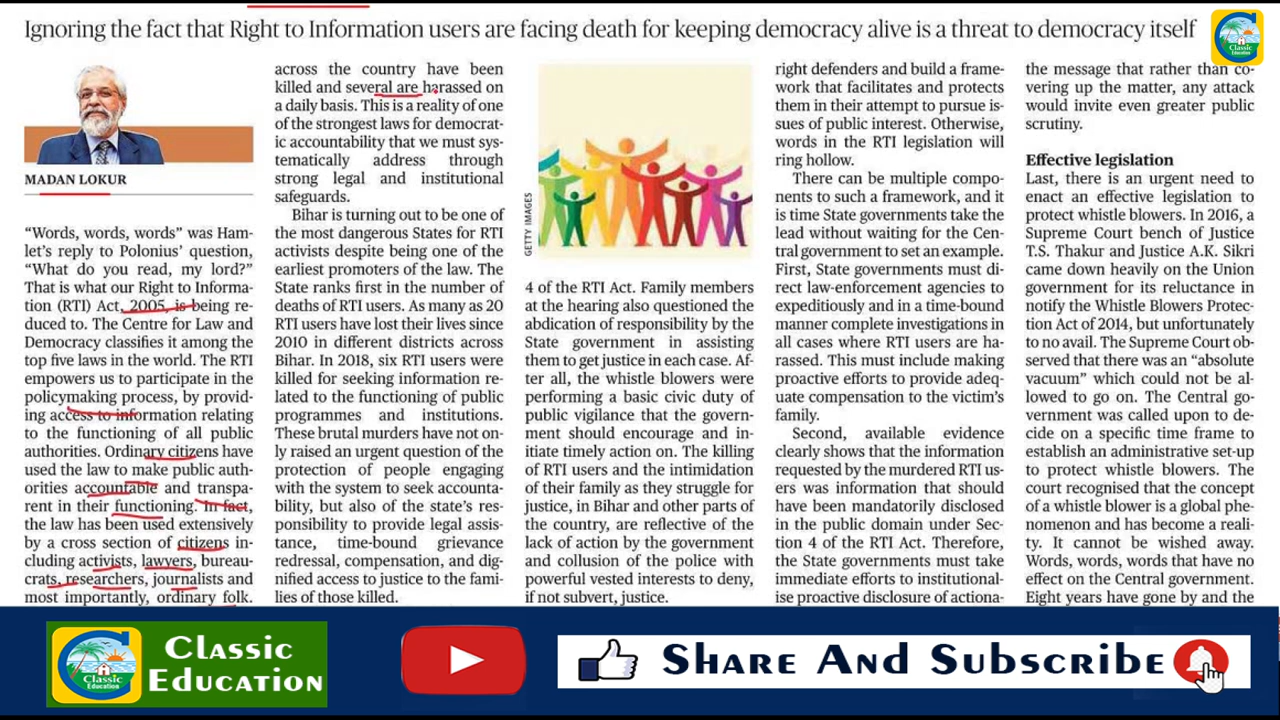 Ignoring the fact that Right to Information users are facing death for keeping democracy alive is a threat to democracy itself
Classic
Education
MADAN LOKUR
“Words, words, words” was Ham-
let’s reply to Polonius’ question,
“What do you read, my lord?”
That is what our Right to Informa-
tion (RTI) Act, 2005, is being re-
duced to. The Centre for Law and
Democracy classifies it among the
top five laws in the world. The RTI
empowers us to participate in the
policymaking process, by provid-
ing access to information relating
to the functioning of all public
authorities. Ordinary citizens have
used the law to make public auth-
orities accountable and transpa-
rent in their functioning. In fact,
the law has been used extensively
by a cross section of citizens in-
cluding activists, lawyers, bureau-
crats, researchers, journalists and
most importantly, ordinary folk.
across the country have been
killed and several are harassed on
a daily basis. This is a reality of one
of the strongest laws for democrat-
ic accountability that we must sys-
tematically address through
strong legal and institutional
safeguards.
Bihar is turning out to be one of
the most dangerous States for RTI
activists despite being one of the
earliest promoters of the law. The
State ranks first in the number of
deaths of RTI users. As many as 20
RTI users have lost their lives since
2010 in different districts across
Bihar. In 2018, six RTI users were
killed for seeking information re-
lated to the functioning of public
programmes and institutions.
These brutal murders have not on-
ly raised an urgent question of the
protection of people engaging
with the system to seek accounta-
bility, but also of the state’s res-
ponsibility to provide legal assis-
tance, time-bound grievance
redressal, compensation, and dig-
nified access to justice to the fami-
lies of those killed.
GETTY IMAGES
4 of the RTI Act. Family members
at the hearing also questioned the
abdication of responsibility by the
State government in assisting
them to get justice in each case. Af-
ter all, the whistle blowers were
performing a basic civic duty of
public vigilance that the govern-
ment should encourage and in-
itiate timely action on. The killing
of RTI users and the intimidation
of their family as they struggle for
justice, in Bihar and other parts of
the country, are reflective of the
lack of action by the government
and collusion of the police with
powerful vested interests to deny,
if not subvert, justice.
right defenders and build a frame-
work that facilitates and protects
them in their attempt to pursue is-
sues of public interest. Otherwise,
words in the RTI legislation will
ring hollow.
There can be multiple compo-
nents to such a framework, and it
is time State governments take the
lead without waiting for the Cen-
tral government to set an example.
First, State governments must di-
rect law-enforcement agencies to
expeditiously and in a time-bound
manner complete investigations in
all cases where RTI users are ha-
rassed. This must include making
proactive efforts to provide adeq-
uate compensation to the victim’s
family.
Second, available evidence
clearly shows that the information
requested by the murdered RTI us-
ers was information that should
have been mandatorily disclosed
in the public domain under Sec-
tion 4 of the RTI Act. Therefore,
the State governments must take
immediate efforts to institutional-
ise proactive disclosure of actiona-
the message that rather than co-
vering up the matter, any attack
would invite even greater public
scrutiny.
Effective legislation
Last, there is an urgent need to
enact an effective legislation to
protect whistle blowers. In 2016, a
Supreme Court bench of Justice
T.S. Thakur and Justice A.K. Sikri
came down heavily on the Union
government for its reluctance in
notify the Whistle Blowers Protec-
tion Act of 2014, but unfortunately
to no avail. The Supreme Court ob-
served that there was an “absolute
vacuum” which could not be al-
lowed to go on. The Central go-
vernment was called upon to de-
cide on a specific time frame to
establish an administrative set-up
to protect whistle blowers. The
court recognised that the concept
of a whistle blower is a global phe-
nomenon and has become a reali-
ty. It cannot be wished away.
Words, words, words that have no
effect on the Central government.
Eight years have gone by and the
Classic
Education
Classic
Education
Share And Subscribe